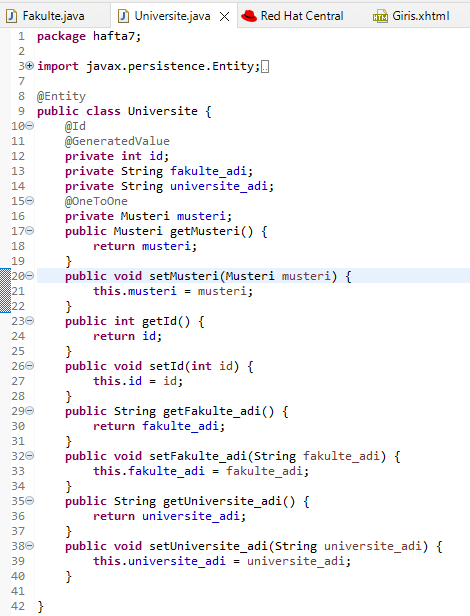 Fakulte.java Universite.java Red Hat Central Giris.xhtml
1 package hafta7;
2
3 import javax.persistence.Entity;
7
8 @Entity
9 public class Universite {
10 @Id
11 @GeneratedValue
12 private int id;
13 private String fakulte_adi;
14 private String universite_adi;
15 @OneToOne
16 private Musteri musteri;
17 public Musteri getMusteri() {
18 return musteri;
19 }
20 public void setMusteri(Musteri musteri) {
21 this.musteri = musteri;
22 }
23 public int getId() {
24 return id;
25 }
26 public void setId(int id) {
27 this.id = id;
28 }
29 public String getFakulte_adi() {
30 return fakulte_adi;
31 }
32 public void setFakulte_adi(String fakulte_adi) {
33 this.fakulte_adi = fakulte_adi;
34 }
35 public String getUniversite_adi() {
36 return universite_adi;
37 }
38 public void setUniversite_adi(String universite_adi) {
39 this.universite_adi = universite_adi;
40 }
41
42 }